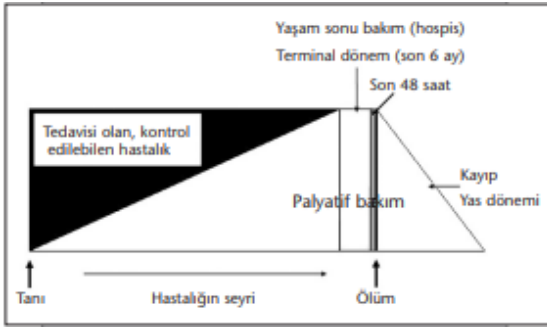 Yaşam sonu bakım (hospis)
Terminal dönem (son 6 ay)
Son 48 saat
Tedavisi olan, kontrol
edilebilen hastalık
Kayıp
Yas dönemi
Palyatif bakım
Tanı
Hastalığın seyri
Ölüm